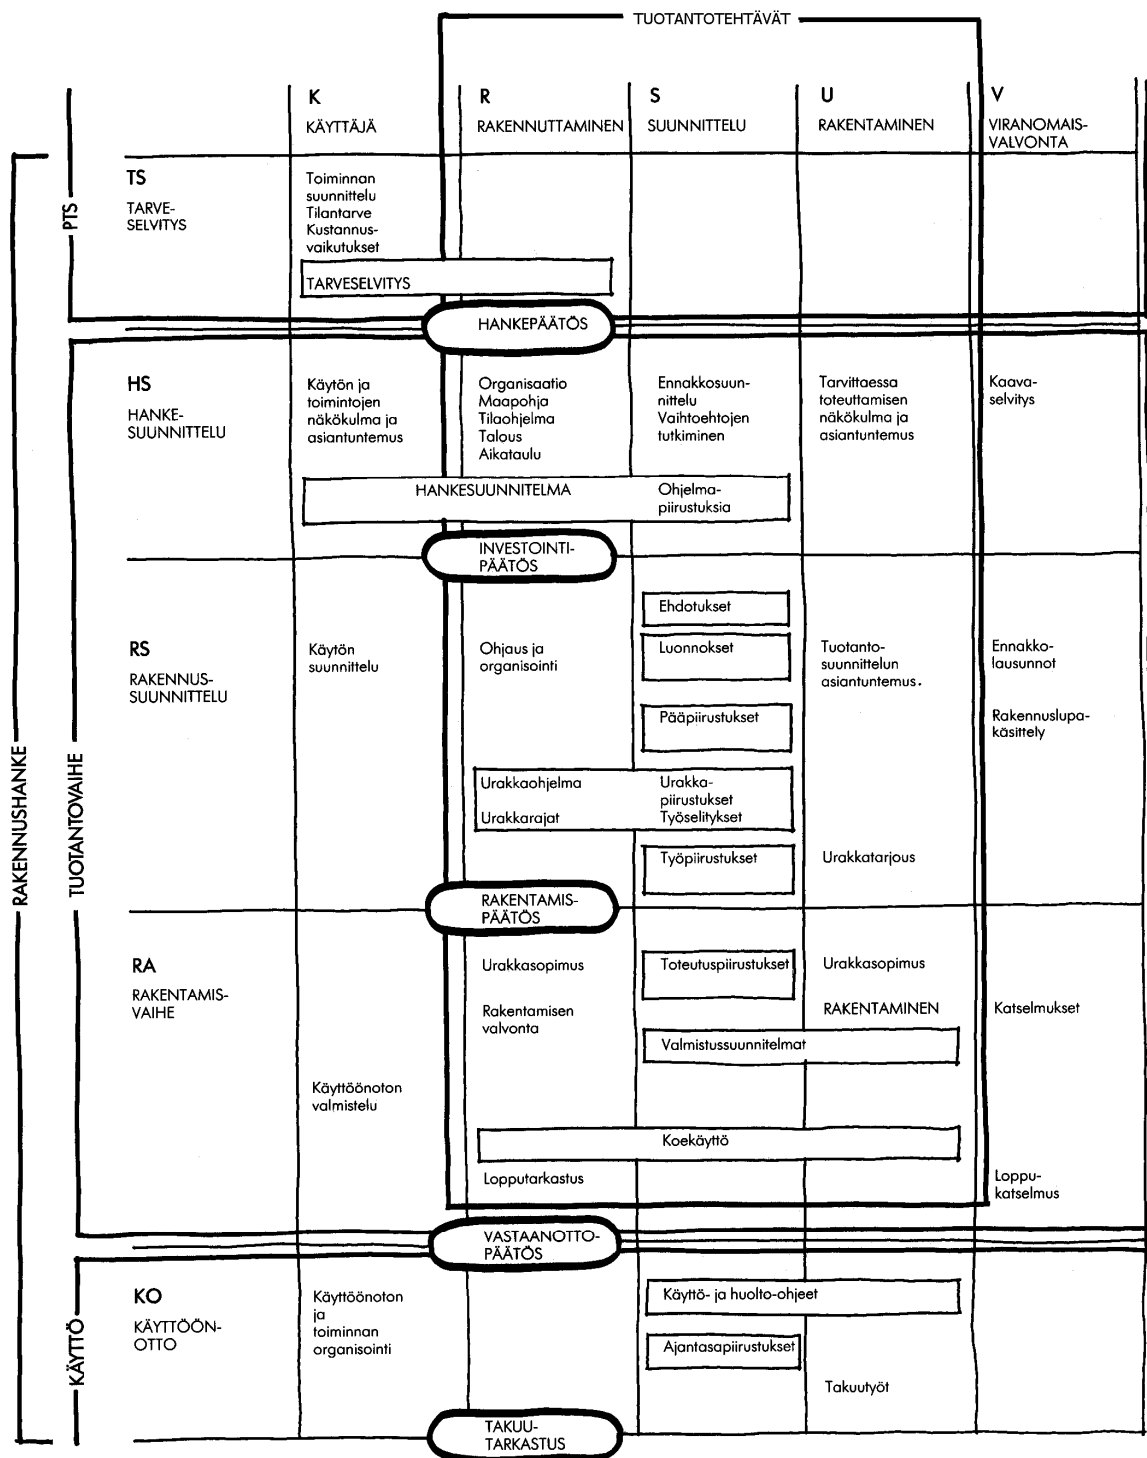 TUOTANTOTEHTÄVÄT
K
KÄYTTÄJÄ
R
RAKENNUTTAMINEN
S
SUUNNITTELU
U
RAKENTAMINEN
V
VIRANOMAIS-
VALVONTA
RAKENNUSHANKE
PTS
TUOTANTOVAIHE
KÄYTTÖ
TS
TARVE-
SELVITYS
Toiminnan
suunnittelu
Tilantarve
Kustannus-
vaikutukset
TARVESELVITYS
HANKEPÄÄTÖS
HS
HANKE-
SUUNNITTELU
Käytön ja
toimintojen
näkökulma ja
asiantuntemus
Organisaatio
Maapohja
Tilaohjelma
Talous
Aikataulu
Ennakkosuun-
nittelu
Vaihtoehtojen
tutkiminen
Tarvittaessa
toteuttamisen
näkökulma ja
asiantuntemus
Kaava-
selvitys
HANKESUUNNITELMA
Ohjelma-
piirustuksia
INVESTOINTI-
PÄÄTÖS
RS
RAKENNUS-
SUUNNITTELU
Käytön
suunnittelu
Ohjaus ja
organisointi
Ehdotukset
Luonnokset
Tuotanto-
suunnittelun
asiantuntemus.
Ennakko-
lausunnot
Pääpiirustukset
Rakennuslupa-
käsittely
Urakkaohjelma
Urakkarajat
Urakka-
piirustukset
Työselitykset
Työpiirustukset
Urakkatarjous
RAKENTAMIS-
PÄÄTÖS
RA
RAKENTAMIS-
VAIHE
Urakkasopimus
Toteutuspiirustukset
Urakkasopimus
Rakentamisen
valvonta
RAKENTAMINEN
Katselmukset
Valmistussuunnitelmat
Käyttöönoton
valmistelu
Koekäyttö
Lopputarkastus
Loppu-
katselmus
VASTAANOTTO-
PÄÄTÖS
KO
KÄYTTÖÖN-
OTTO
Käyttöönoton
ja
toiminnan
organisointi
Käyttö- ja huolto-ohjeet
Ajantasapiirustukset
Takuutyöt
TAKUU-
TARKASTUS